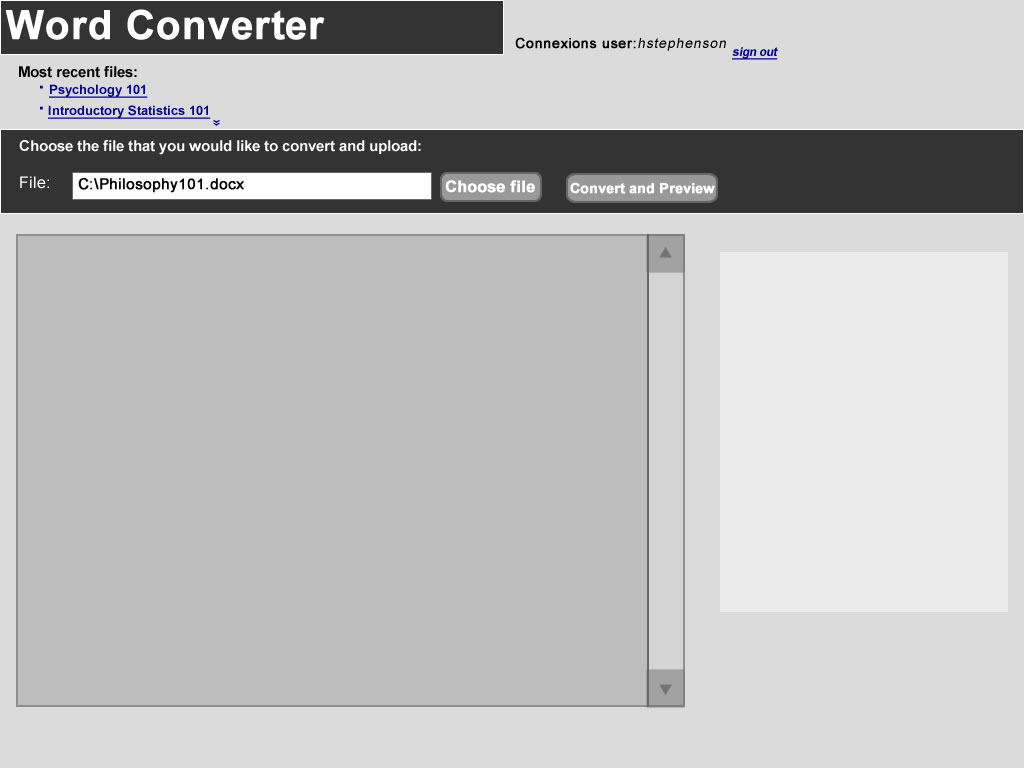 Word Converter
Connexions user:hstephenson sign out
Most recent files:
Psychology 101
Introductory Statistics 101
Choose the file that you would like to convert and upload:
File: C:\Philosophy101.docx Choose file Convert and Preview